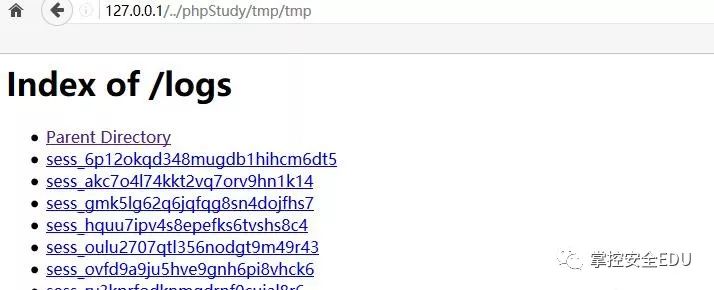 127.0.0.1/../phpStudy/tmp/tmp
Index of /logs
Parent Directory
sess_6p12okqd348mugdb1hihcm6dt5
sess_akc7o4l74kkt2vq7orv9hn1k14
sess_gmk5lg62q6jqfqg8sn4dojfhs7
sess_hquu7ipv4s8epefks6tvshs8c4
sess_oulu2707qtl356nodgt9m49r43
sess_ovfd9a9ju5hve9gnh6pi8vhck6
掌控安全EDU